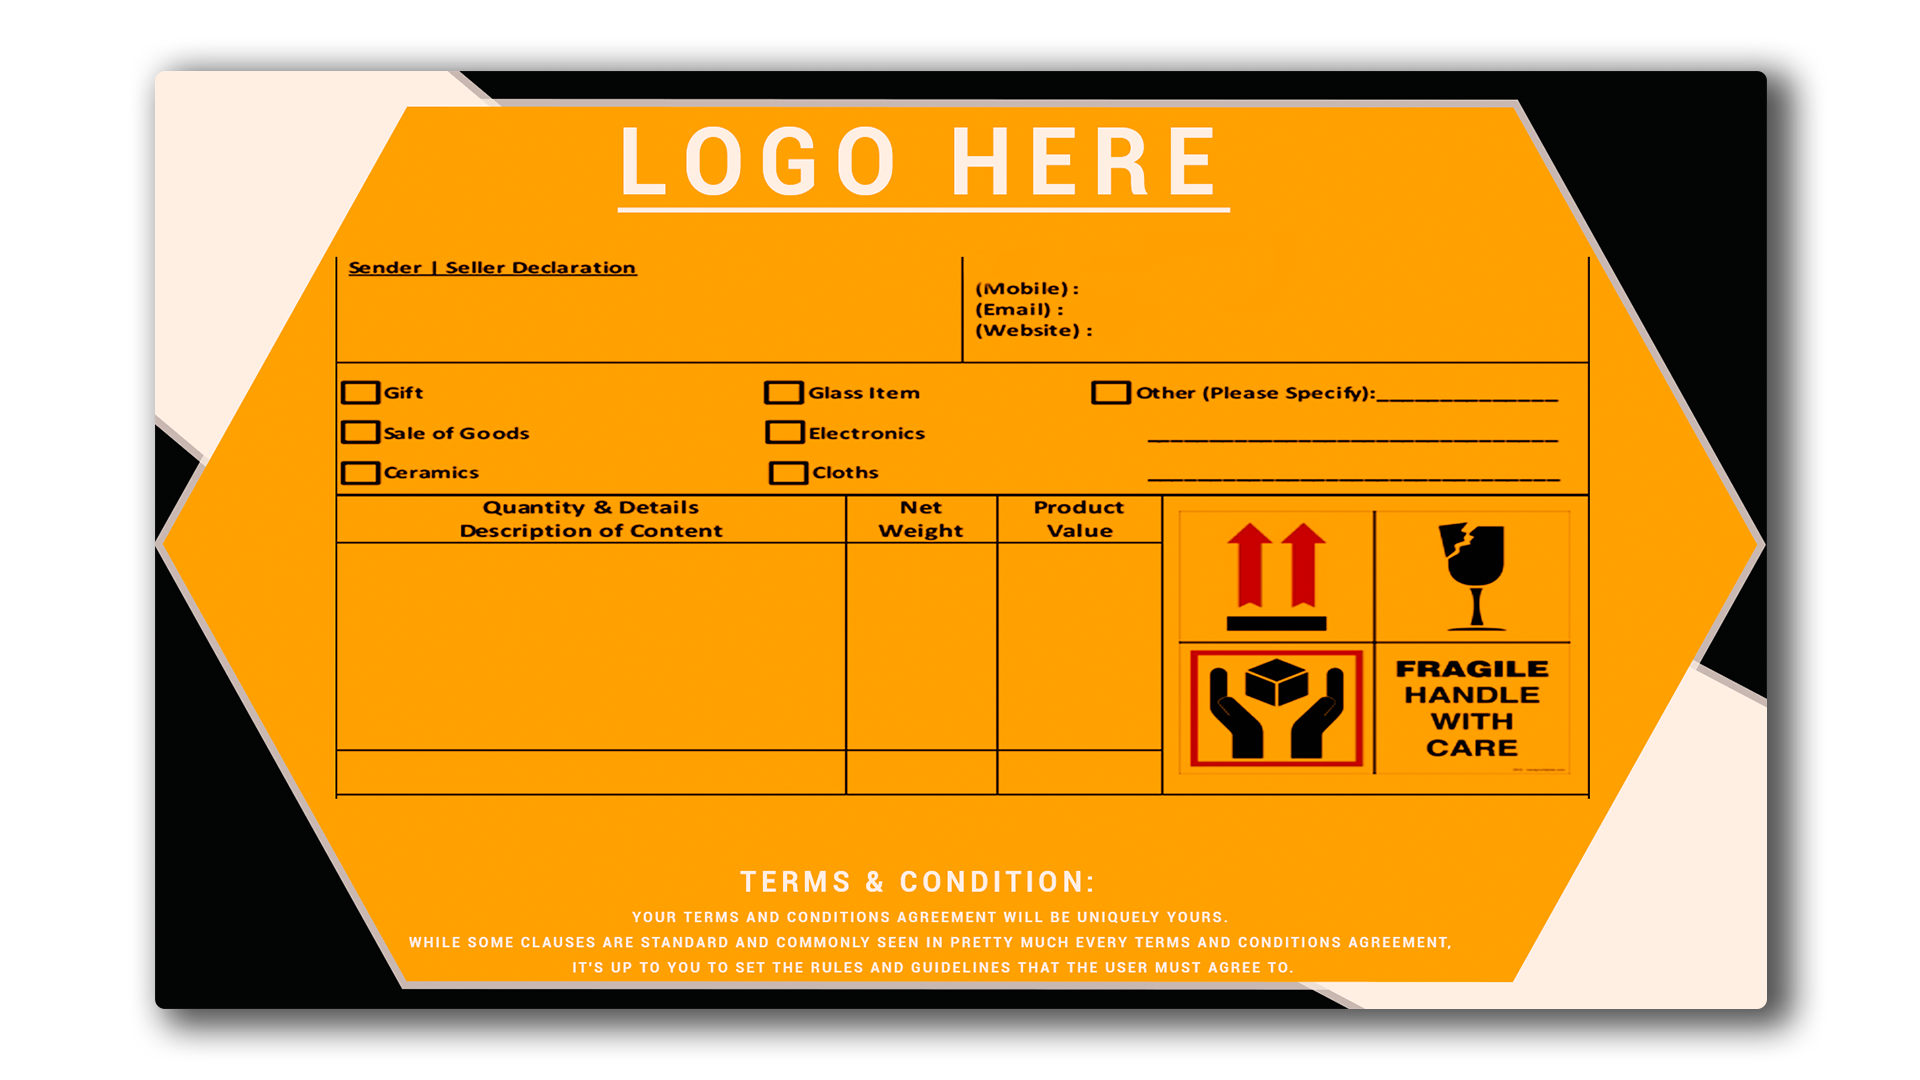 LOGO HERE
Sender | Seller Declaration
(Mobile) :
(Email) :
(Website) :
Gift
Glass Item
Other (Please Specify):______________
Sale of Goods
Electronics
Ceramics
Cloths
Quantity & Details
Description of Content
Net
Weight
Product
Value
FRAGILE
HANDLE
WITH
CARE
TERMS & CONDITION:
YOUR TERMS AND CONDITIONS AGREEMENT WILL BE UNIQUELY YOURS.
WHILE SOME CLAUSES ARE STANDARD AND COMMONLY SEEN IN PRETTY MUCH EVERY TERMS AND CONDITIONS AGREEMENT,
IT'S UP TO YOU TO SET THE RULES AND GUIDELINES THAT THE USER MUST AGREE TO.